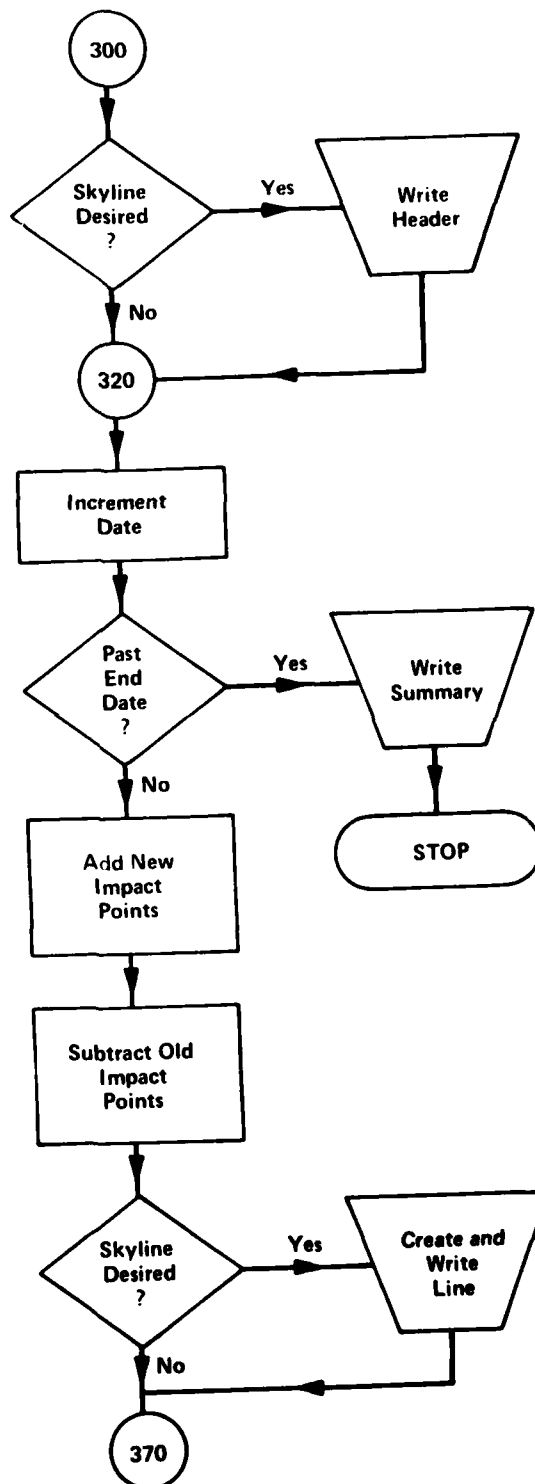 300
Skyline
Desired
?
Yes
Write
Header
No
320
Increment
Date
Past
End
Date
?
Yes
Write
Summary
No
STOP
Add New
Impact
Points
Subtract Old
Impact
Points
Skyline
Desired
?
Yes
Create and
Write
Line
No
370